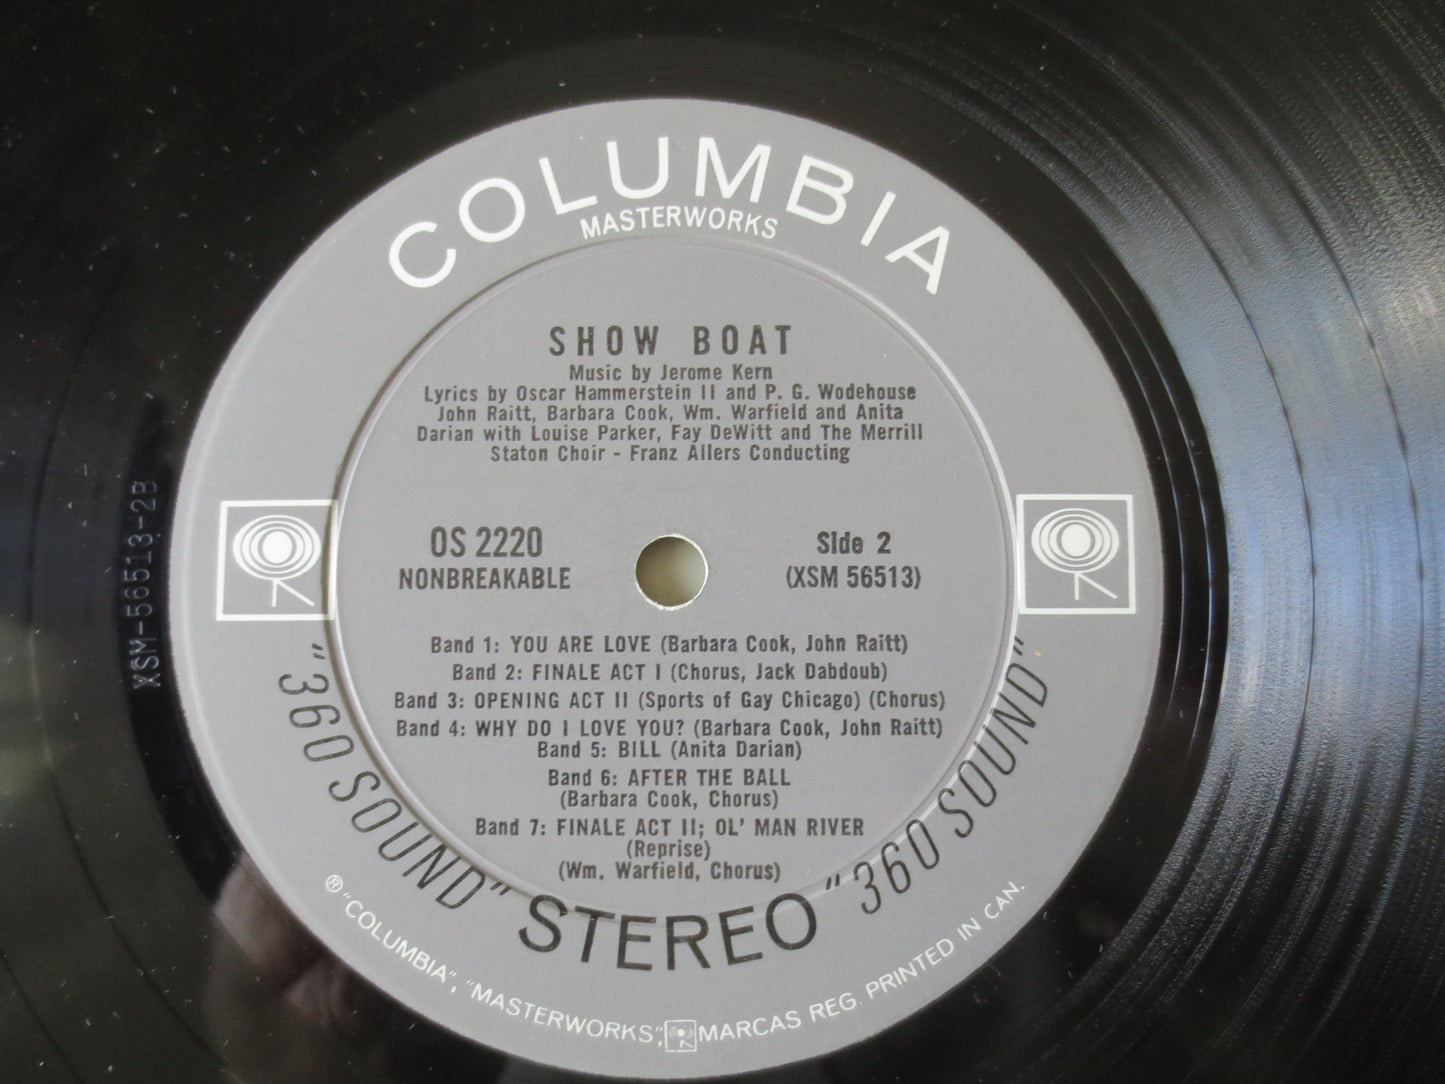 COLUMBIA
MASTERWORKS
SHOW BOAT
Music by Jerome Kern
Lyrics by Oscar Hammerstein II and P. G. Wodehouse
John Raitt, Barbara Cook, Wm. Warfield and Anita
Darian with Louise Parker, Fay DeWitt and The Merrill
Staton Choir - Franz Allers Conducting
OS 2220
NONBREAKABLE
Side 2
(XSM 56513)
Band 1: YOU ARE LOVE (Barbara Cook, John Raitt)
Band 2: FINALE ACT I (Chorus, Jack Dabdoub)
Band 3: OPENING ACT II (Sports of Gay Chicago) (Chorus)
Band 4: WHY DO I LOVE YOU? (Barbara Cook, John Raitt)
Band 5: BILL (Anita Darian)
Band 6: AFTER THE BALL
(Barbara Cook, Chorus)
Band 7: FINALE ACT II; OL' MAN RIVER
(Reprise)
(Wm. Warfield, Chorus)
"360 SOUND" STEREO "360 SOUND"
® "COLUMBIA", "MASTERWORKS", MARCAS REG. PRINTED IN CAN.
XSM-56513-2B